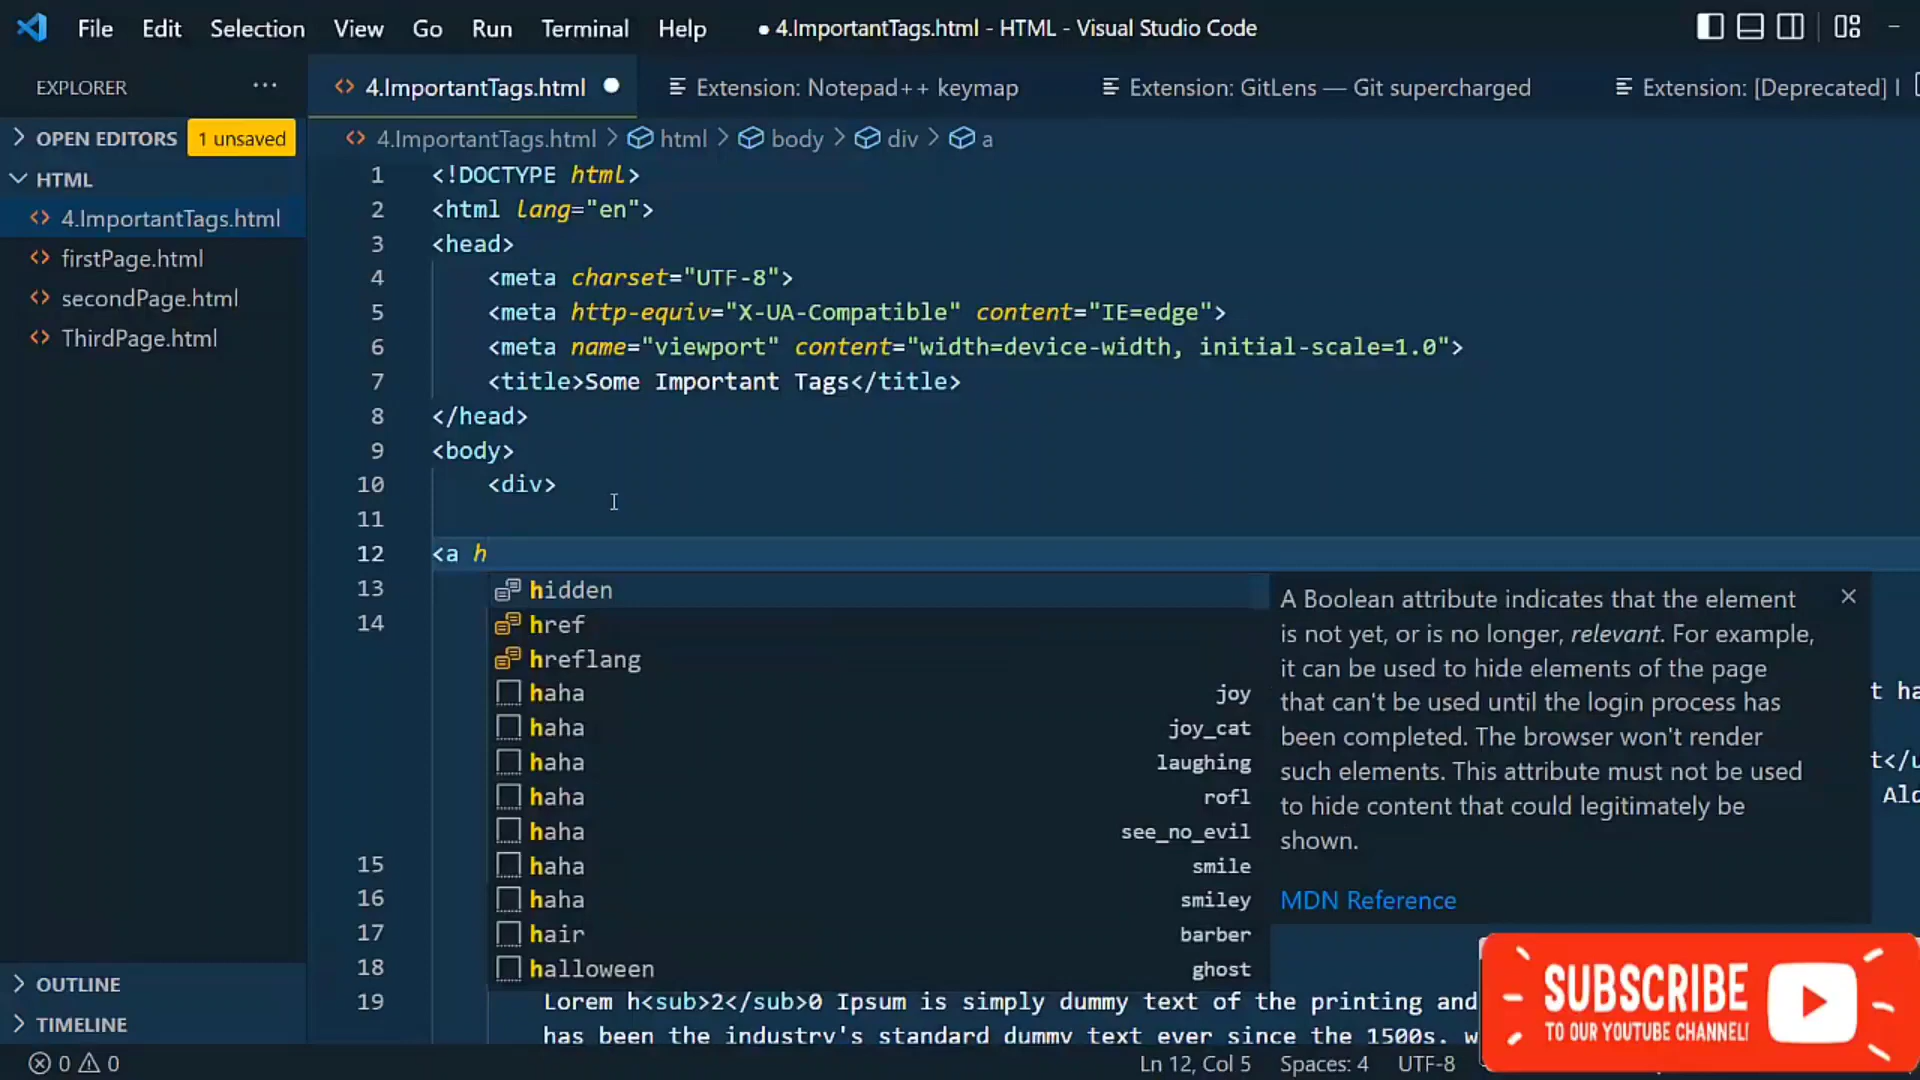 File Edit Selection View Go Run Terminal Help ● 4.ImportantTags.html - HTML - Visual Studio Code
EXPLORER ···
4.ImportantTags.html
Extension: Notepad++ keymap
Extension: GitLens — Git supercharged
Extension: [Deprecated]
OPEN EDITORS 1 unsaved
4.ImportantTags.html > html > body > div > a
HTML
4.ImportantTags.html
firstPage.html
secondPage.html
ThirdPage.html
1 <!DOCTYPE html>
2 <html lang="en">
3 <head>
4 <meta charset="UTF-8">
5 <meta http-equiv="X-UA-Compatible" content="IE=edge">
6 <meta name="viewport" content="width=device-width, initial-scale=1.0">
7 <title>Some Important Tags</title>
8 </head>
9 <body>
10 <div>
11
12 <a h
13
14
hidden
href
hreflang
haha joy
haha joy_cat
haha laughing
haha rofl
haha see_no_evil
haha smile
haha smiley
hair barber
halloween ghost
A Boolean attribute indicates that the element
is not yet, or is no longer, relevant. For example,
it can be used to hide elements of the page
that can't be used until the login process has
been completed. The browser won't render
such elements. This attribute must not be used
to hide content that could legitimately be
shown.
MDN Reference
t ha
t</u
Alc
15
16
17
18
19 Lorem h<sub>2</sub>0 Ipsum is simply dummy text of the printing and
has been the industry's standard dummy text ever since the 1500s, w
SUBSCRIBE
TO OUR YOUTUBE CHANNEL!
OUTLINE
TIMELINE
0 0
Ln 12, Col 5 Spaces: 4 UTF-8